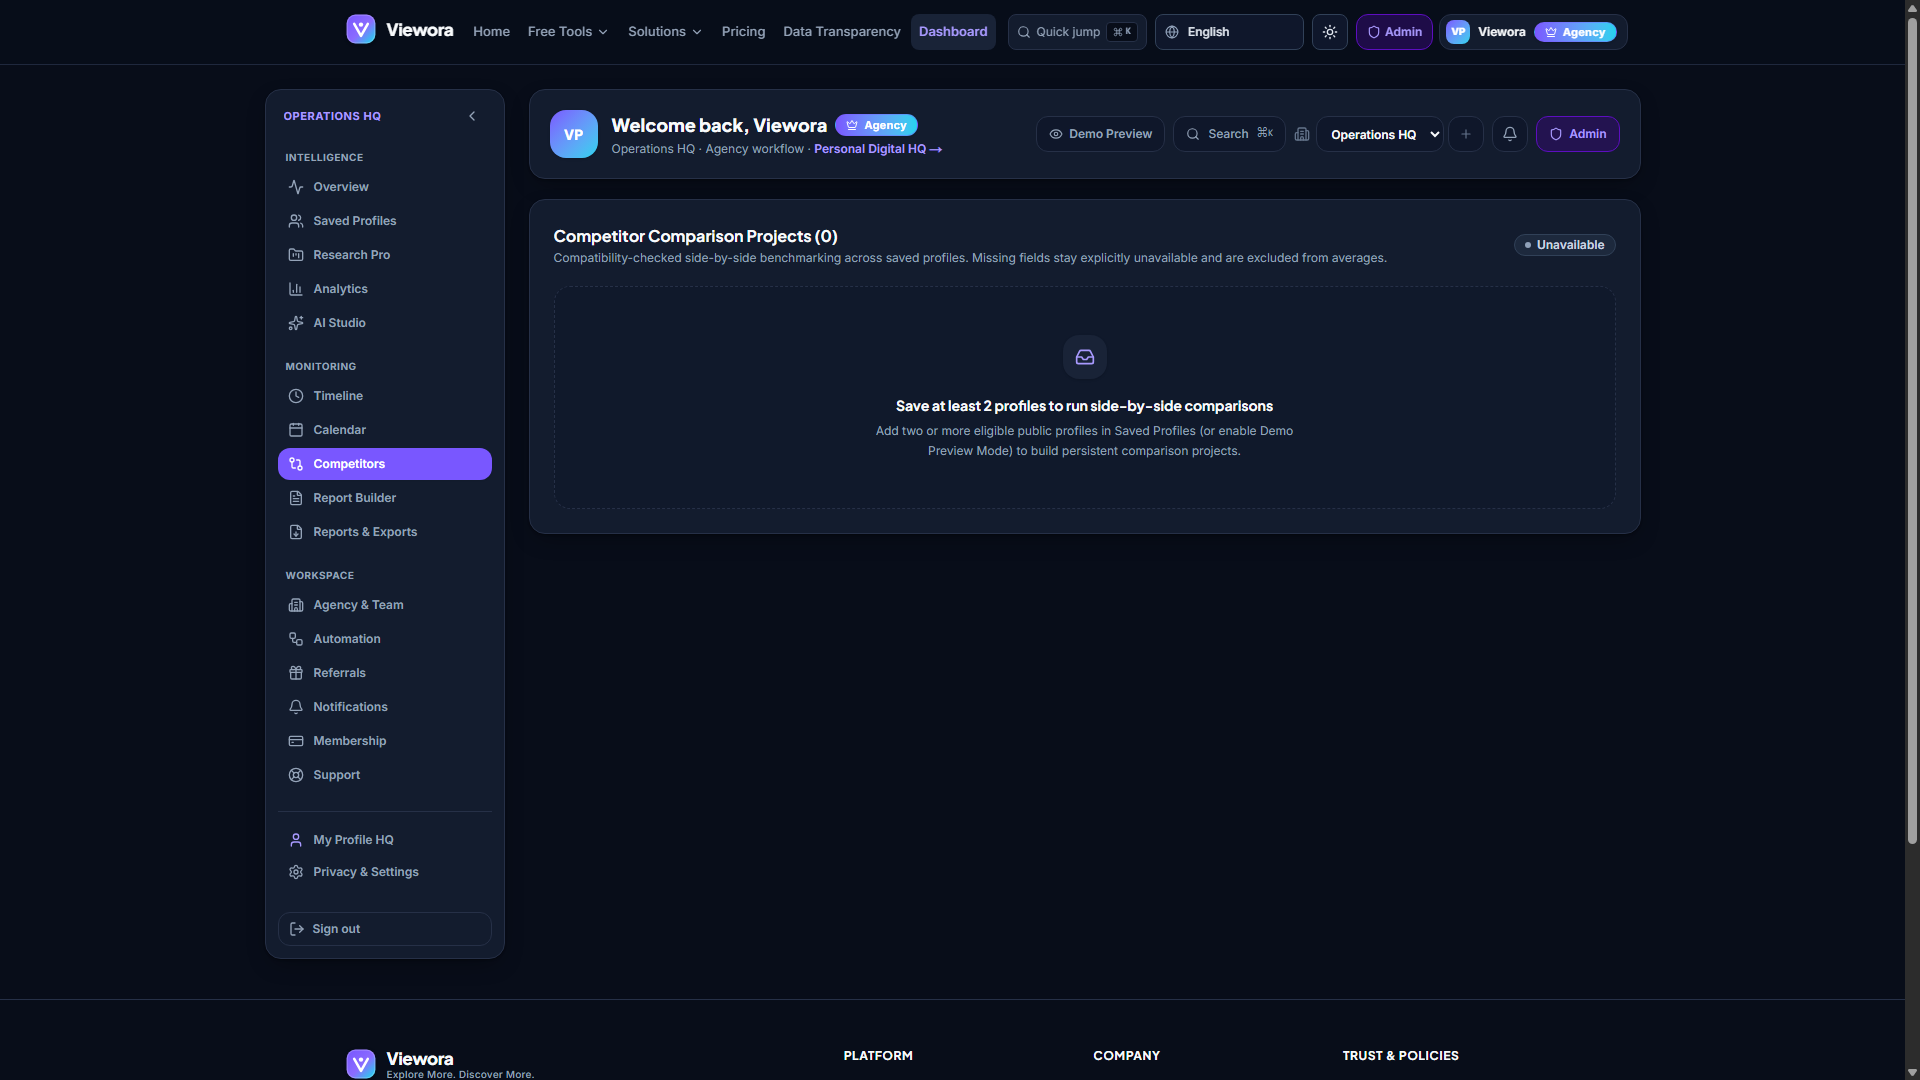 Viewora
Home
Free Tools
Solutions
Pricing
Data Transparency
Dashboard
Quick jump ⌘ K
English
Admin
VP Viewora Agency
OPERATIONS HQ
INTELLIGENCE
Overview
Saved Profiles
Research Pro
Analytics
AI Studio
MONITORING
Timeline
Calendar
Competitors
Report Builder
Reports & Exports
WORKSPACE
Agency & Team
Automation
Referrals
Notifications
Membership
Support
My Profile HQ
Privacy & Settings
Sign out
VP
Welcome back, Viewora Agency
Operations HQ · Agency workflow · Personal Digital HQ →
Demo Preview
Search ⌘K
Operations HQ
Admin
Competitor Comparison Projects (0)
Compatibility-checked side-by-side benchmarking across saved profiles. Missing fields stay explicitly unavailable and are excluded from averages.
Unavailable
Save at least 2 profiles to run side-by-side comparisons
Add two or more eligible public profiles in Saved Profiles (or enable Demo
Preview Mode) to build persistent comparison projects.
Viewora
Explore More. Discover More.
PLATFORM
COMPANY
TRUST & POLICIES